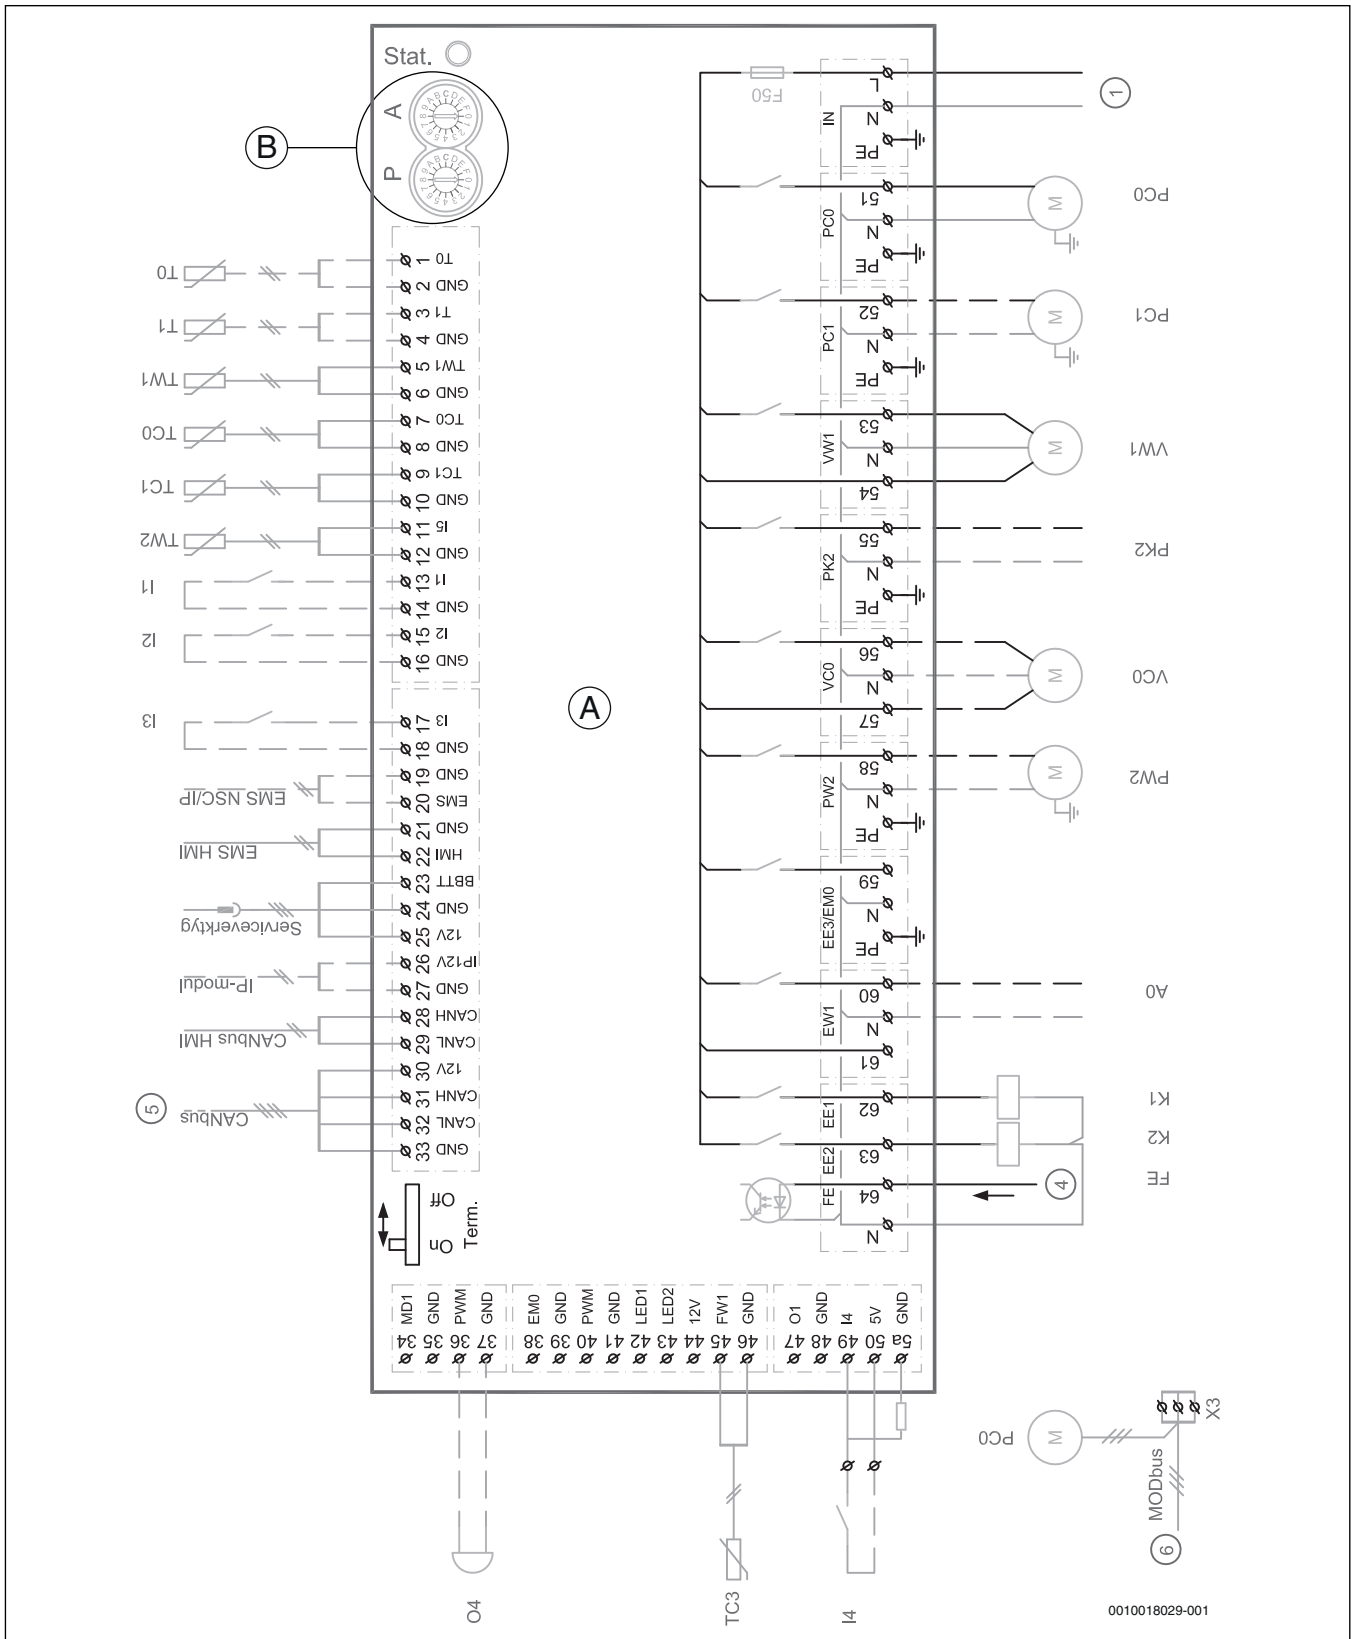 Stat.
A
P
B
A
F50
IN
L
N
PE
1
PC0
51
N
PE
M
PC0
PC1
52
N
PE
M
PC1
VW1
53
N
54
M
VW1
PK2
55
N
PE
PK2
VC0
56
N
57
M
VC0
PW2
58
N
PE
M
PW2
EE3/EM0
59
N
PE
EW1
60
N
61
A0
EE1
62
K1
EE2
63
K2
FE
64
N
4
FE
T0
1 T0
2 GND
T1
3 T1
4 GND
TW1
5 TW1
6 GND
TC0
7 TC0
8 GND
TC1
9 TC1
10 GND
TW2
11 I5
12 GND
I1
13 I1
14 GND
I2
15 I2
16 GND
I3
17 I3
18 GND
EMS NSC/IP
19 GND
20 EMS
EMS HMI
21 GND
22 HMI
Serviceverktyg
23 BBTT
24 GND
25 12V
IP-modul
26 IP12V
27 GND
CANbus HMI
28 CANH
29 CANL
5
CANbus
30 12V
31 CANH
32 CANL
33 GND
Off
On
Term.
34 MD1
35 GND
36 PWM
37 GND
38 EM0
39 GND
40 PWM
41 GND
42 LED1
43 LED2
44 12V
45 FW1
46 GND
47 O1
48 GND
49 I4
50 5V
5a GND
O4
TC3
I4
PC0
M
X3
MODbus
6
0010018029-001